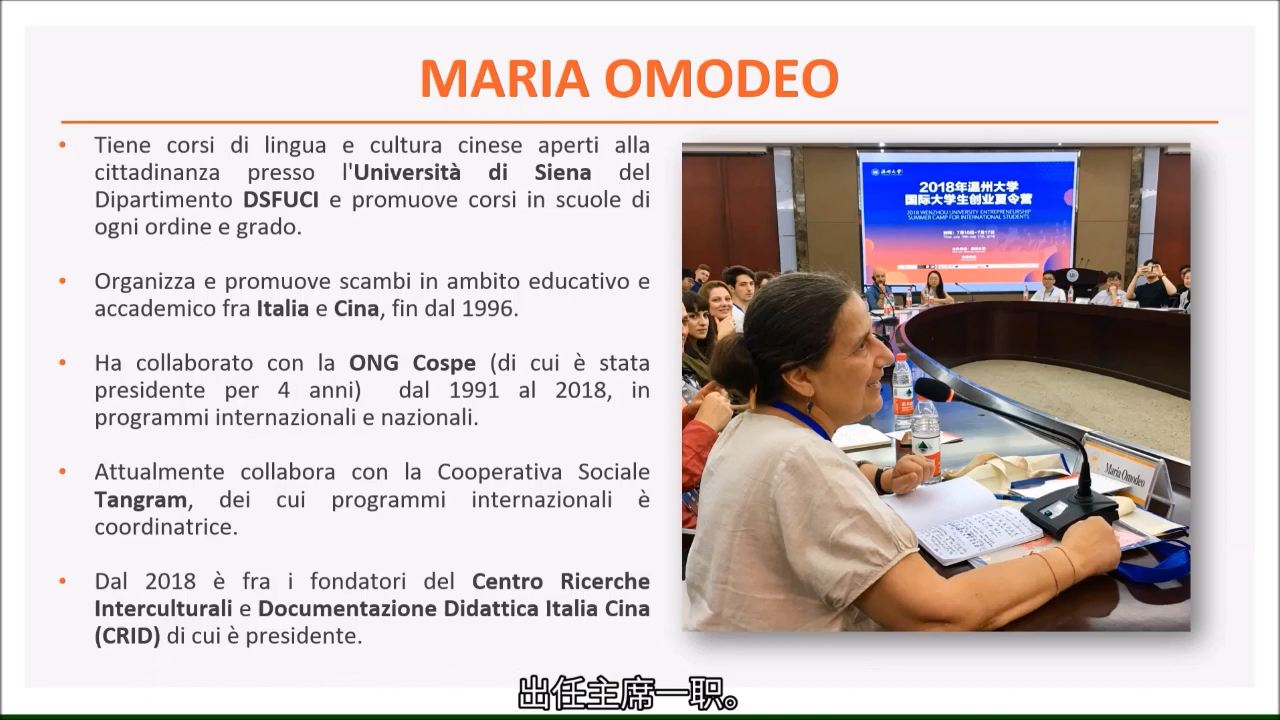 MARIA OMODEO
• Tiene corsi di lingua e cultura cinese aperti alla
cittadinanza presso l'Università di Siena del
Dipartimento DSFUCI e promuove corsi in scuole di
ogni ordine e grado.
• Organizza e promuove scambi in ambito educativo e
accademico fra Italia e Cina, fin dal 1996.
• Ha collaborato con la ONG Cospe (di cui è stata
presidente per 4 anni) dal 1991 al 2018, in
programmi internazionali e nazionali.
• Attualmente collabora con la Cooperativa Sociale
Tangram, dei cui programmi internazionali è
coordinatrice.
• Dal 2018 è fra i fondatori del Centro Ricerche
Interculturali e Documentazione Didattica Italia Cina
(CRID) di cui è presidente.
温州大学
2018年温州大学
国际大学生创业夏令营
2018 WENZHOU UNIVERSITY ENTREPRENEURSHIP
SUMMER CAMP FOR INTERNATIONAL STUDENTS
Maria Omodeo
出任主席一职。